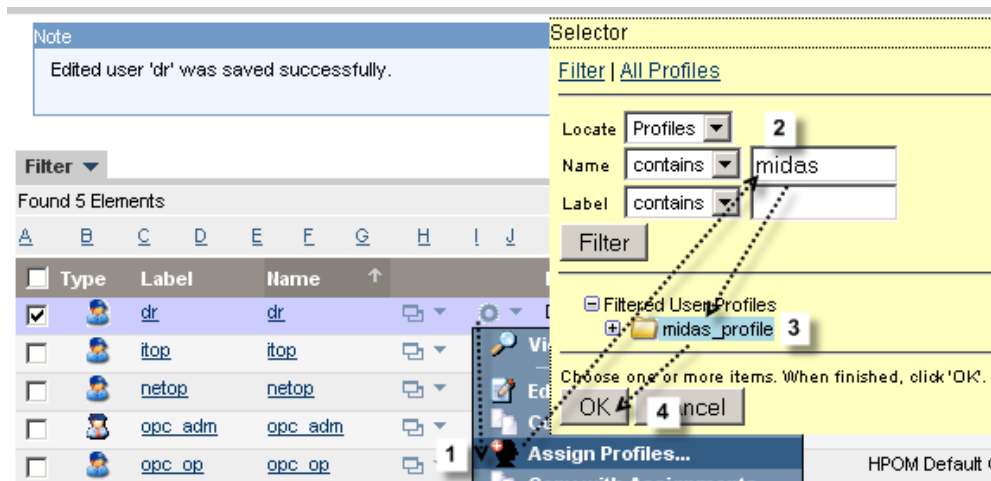 Note
Edited user 'dr' was saved successfully.
Filter
Found 5 Elements
A B C D E F G H I J
Type Label Name
dr dr
itop itop
netop netop
opc_adm opc_adm
opc_op opc_op
HPOM Default
1
Assign Profiles...
Selector
Filter | All Profiles
Locate Profiles 2
Name contains midas
Label contains
Filter
Filtered User Profiles
midas_profile 3
Choose one or more items. When finished, click 'OK'.
OK 4 Cancel